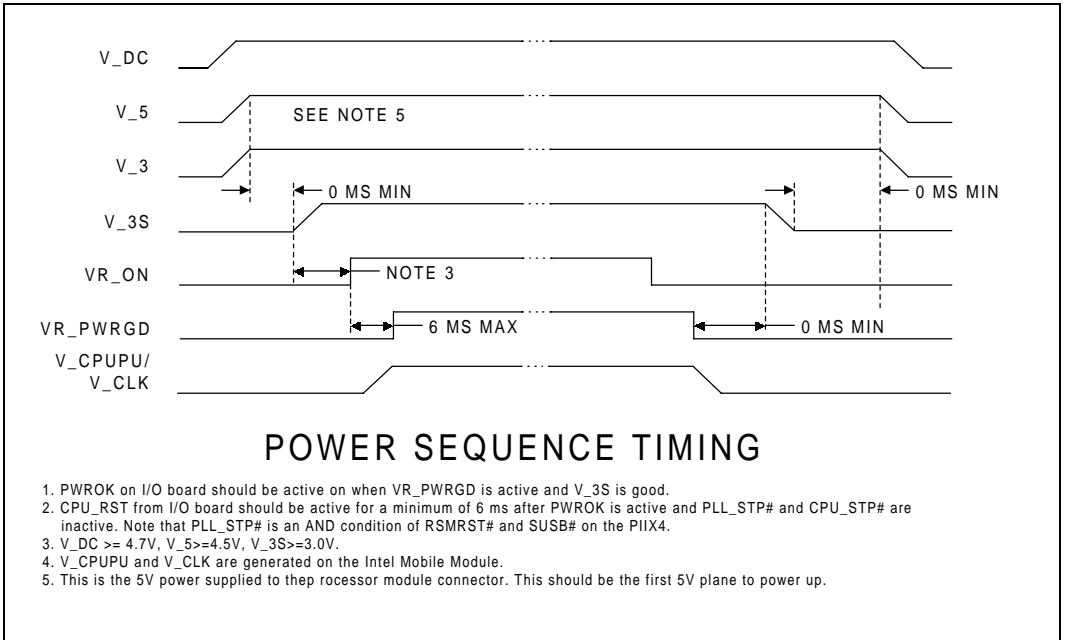 V_DC
V_5
SEE NOTE 5
V_3
0 MS MIN
0 MS MIN
V_3S
VR_ON
NOTE 3
VR_PWRGD
6 MS MAX
0 MS MIN
V_CPUPU/
V_CLK
POWER SEQUENCE TIMING
1. PWROK on I/O board should be active on when VR_PWRGD is active and V_3S is good.
2. CPU_RST from I/O board should be active for a minimum of 6 ms after PWROK is active and PLL_STP# and CPU_STP# are
inactive. Note that PLL_STP# is an AND condition of RSMRST# and SUSB# on the PIIX4.
3. V_DC >= 4.7V, V_5>=4.5V, V_3S>=3.0V.
4. V_CPUPU and V_CLK are generated on the Intel Mobile Module.
5. This is the 5V power supplied to thep rocessor module connector. This should be the first 5V plane to power up.